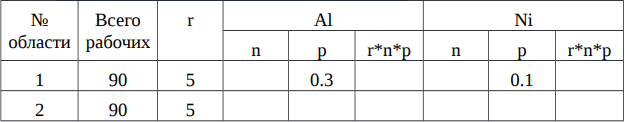 № области Всего рабочих r Al Ni
n p r*n*p n p r*n*p
1 90 5 0.3 0.1
2 90 5